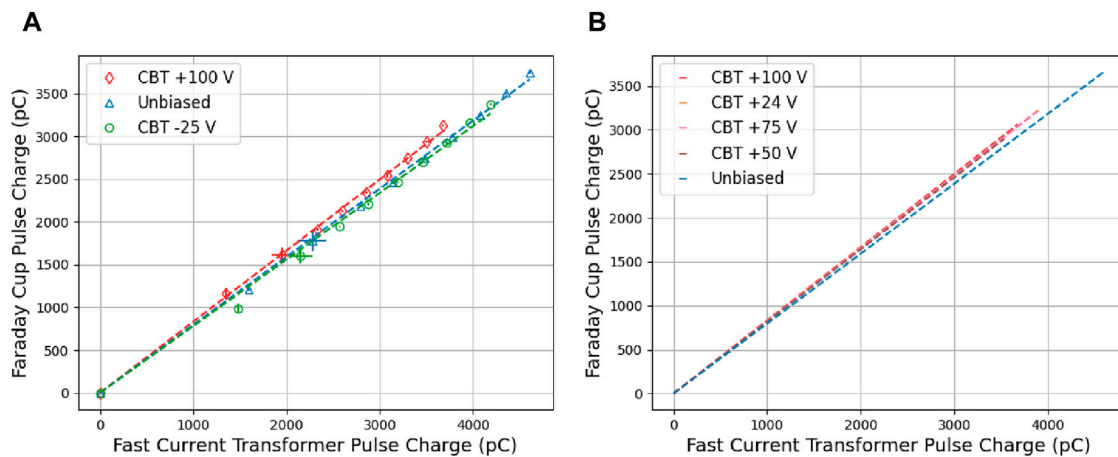 A
CBT +100 V
Unbiased
CBT -25 V
3500
3000
2500
2000
1500
1000
500
0
Faraday Cup Pulse Charge (pC)
0
1000
2000
3000
4000
Fast Current Transformer Pulse Charge (pC)
B
CBT +100 V
CBT +24 V
CBT +75 V
CBT +50 V
Unbiased
3500
3000
2500
2000
1500
1000
500
0
Faraday Cup Pulse Charge (pC)
0
1000
2000
3000
4000
Fast Current Transformer Pulse Charge (pC)